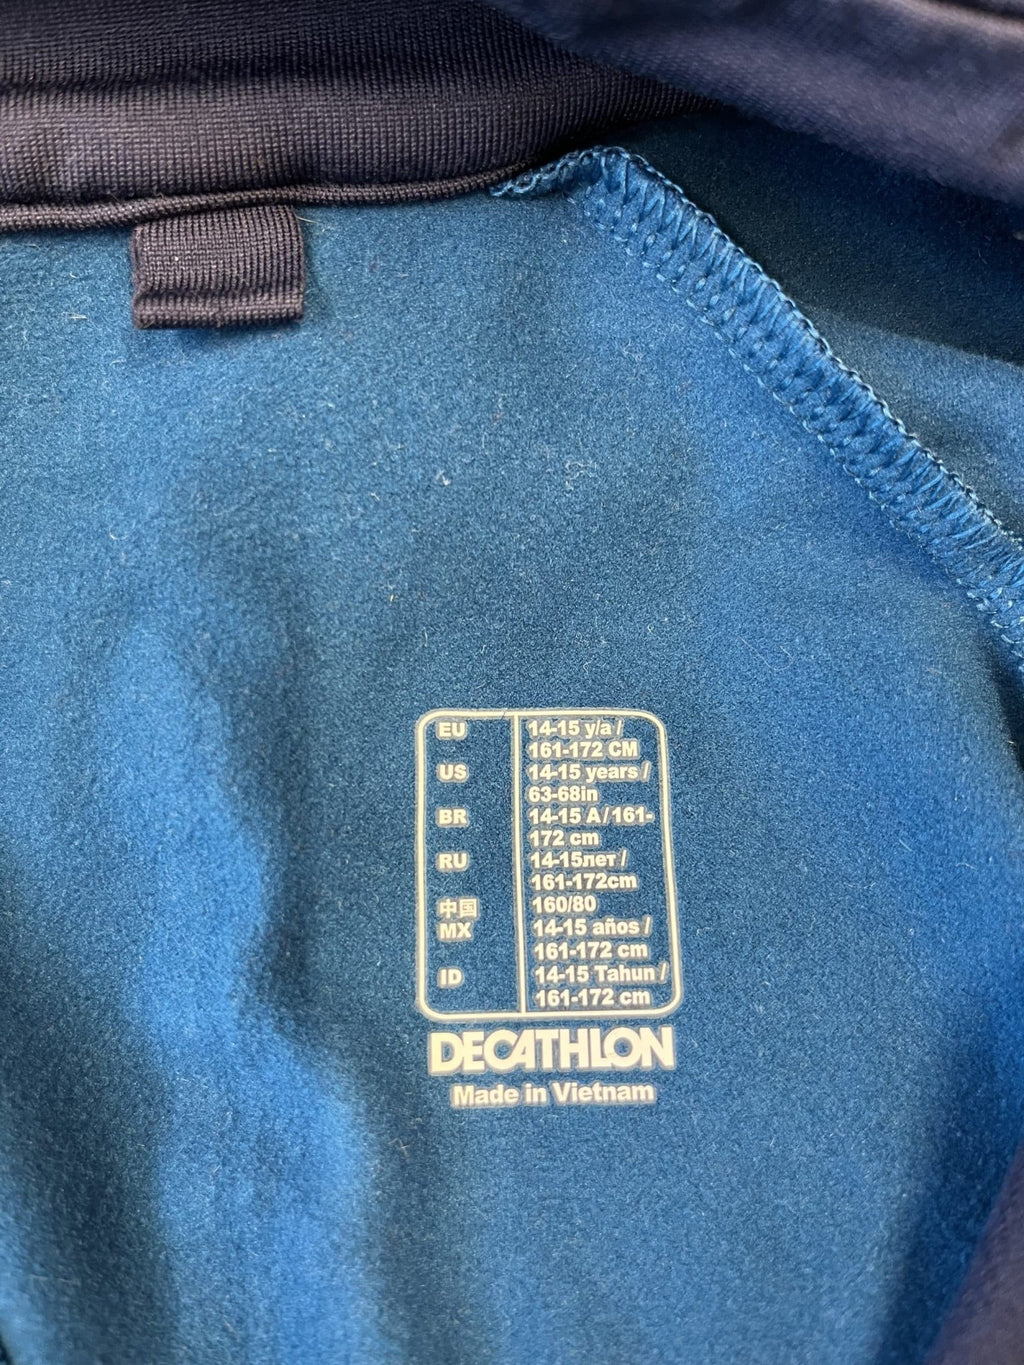 EU 14-15 y/a /
161-172 CM
US 14-15 years /
63-68in
BR 14-15 A/161-
172 cm
RU 14-15лет /
161-172cm
中国 160/80
MX 14-15 años /
161-172 cm
ID 14-15 Tahun /
161-172 cm
DECATHLON
Made in Vietnam